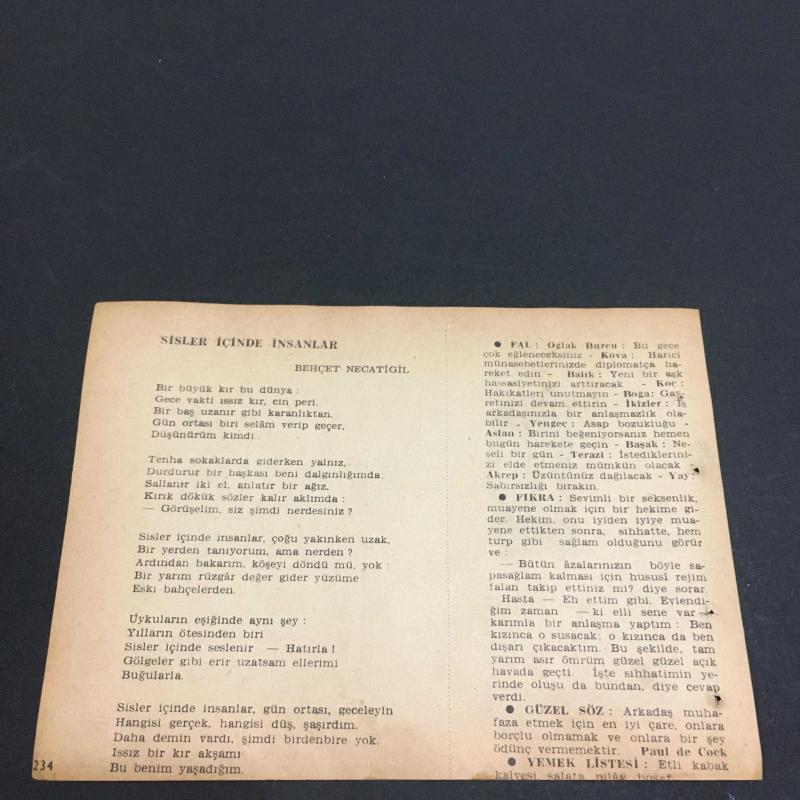 SİSLER İÇİNDE İNSANLAR
BEHÇET NECATİGİL
Bir büyük kır bu dünya :
Gece vakti ıssız kır, cin peri.
Bir baş uzanır gibi karanlıktan,
Gün ortası biri selâm verip geçer,
Düşünürüm kimdi.
Tenha sokaklarda giderken yalnız,
Durdurur bir başkası beni dalgınlığımda.
Sallanır iki el, anlatır bir ağız,
Kırık dökük sözler kalır aklımda :
— Görüşelim, siz şimdi nerdesiniz ?
Sisler içinde insanlar, çoğu yakınken uzak,
Bir yerden tanıyorum, ama nerden ?
Ardından bakarım, köşeyi döndü mü, yok :
Bir yarım rüzgâr değer gider yüzüme
Eski bahçelerden.
Uykuların eşiğinde aynı şey :
Yılların ötesinden biri
Sisler içinde seslenir — Hatırla !
Gölgeler gibi erir uzatsam ellerimi
Buğularla.
Sisler içinde insanlar, gün ortası, geceleyin
Hangisi gerçek, hangisi düş, şaşırdım.
Daha demin vardı, şimdi birdenbire yok.
Issız bir kır akşamı
Bu benim yaşadığım.
234
● FAL : Oğlak Burcu : Bu gece
çok eğleneceksiniz - Kova : Haricî
münasebetlerinizde diplomatça ha-
reket edin - Balık : Yeni bir aşk
hassasiyetinizi arttıracak - Koç :
Hakikatleri unutmayın - Boğa: Gay-
retinizi devam ettirin - İkizler : İş
arkadaşınızla bir anlaşmazlık ola-
bilir - Yengeç : Asap bozukluğu -
Aslan : Birini beğeniyorsanız hemen
bugün harekete geçin - Başak : Ne-
seli bir gün - Terazi : İstediklerini-
zi elde etmeniz mümkün olacak -
Akrep : Üzüntünüz dağılacak - Yay:
Sabırsızlığı bırakın.
● FIKRA : Sevimli bir seksenlik,
muayene olmak için bir hekime gi-
der. Hekim, onu iyiden iyiye mua-
yene ettikten sonra, sıhhatte, hem
turp gibi sağlam olduğunu görür
ve :
— Bütün âzalarınızın böyle sa-
pasağlam kalması için hususî rejim
falan takip ettiniz mi? diye sorar.
Hasta — Eh ettim gibi. Evlendi-
ğim zaman — ki elli sene var —
karımla bir anlaşma yaptım : Ben
kızınca o susacak; o kızınca da ben
dışarı çıkacaktım. Bu şekilde, tam
yarım asır ömrüm güzel güzel açık
havada geçti. İşte sıhhatimin ye-
rinde oluşu da bundan, diye cevap
verdi.
● GÜZEL SÖZ : Arkadaş muha-
faza etmek için en iyi çare, onlara
borçlu olmamak ve onlara bir şey
ödünç vermemektir. Paul de Cock
● YEMEK LİSTESİ : Etli kabak
kalyesi, salata, pilâv, hoşaf.